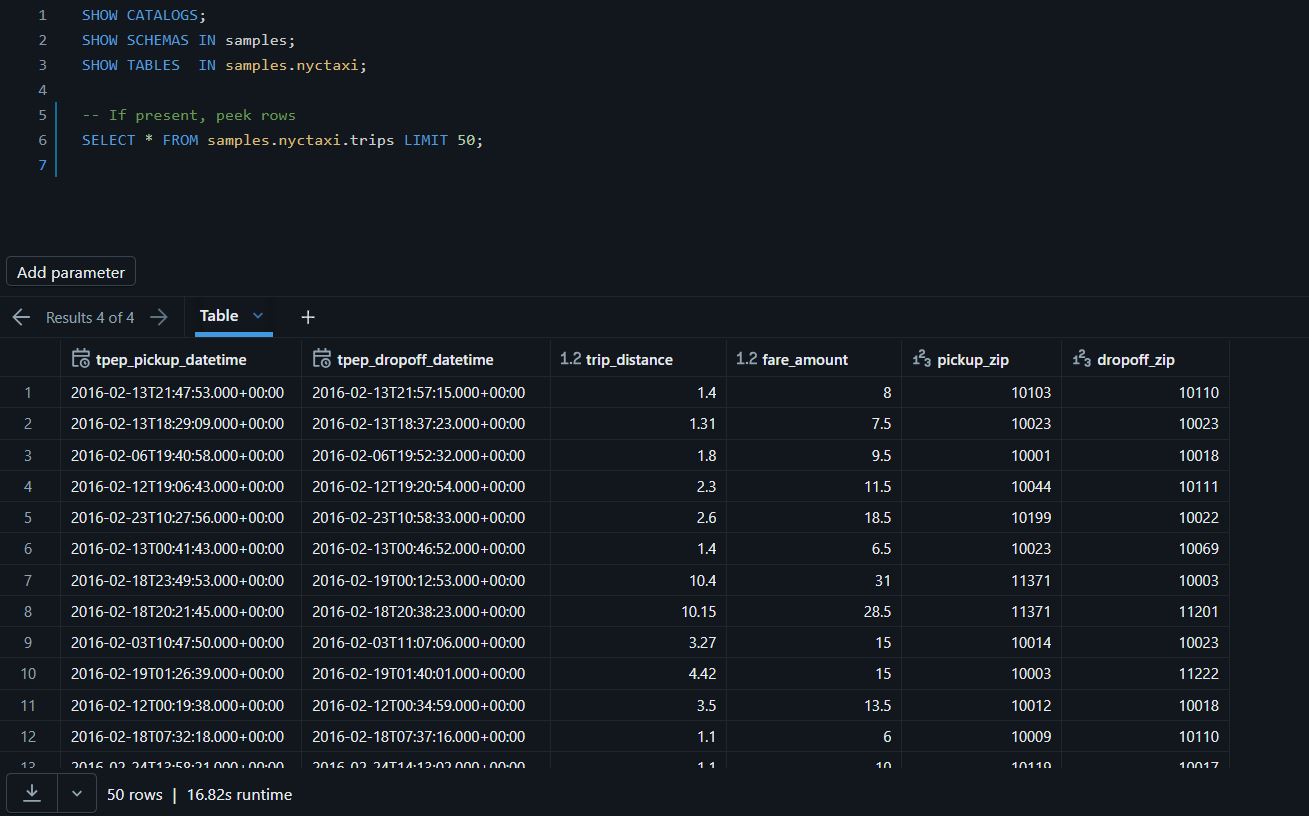 1 SHOW CATALOGS;
2 SHOW SCHEMAS IN samples;
3 SHOW TABLES  IN samples.nyctaxi;
4
5 -- If present, peek rows
6 SELECT * FROM samples.nyctaxi.trips LIMIT 50;
7
Add parameter
Results 4 of 4 Table
tpep_pickup_datetime tpep_dropoff_datetime 1.2 trip_distance 1.2 fare_amount 123 pickup_zip 123 dropoff_zip
1 2016-02-13T21:47:53.000+00:00 2016-02-13T21:57:15.000+00:00 1.4 8 10103 10110
2 2016-02-13T18:29:09.000+00:00 2016-02-13T18:37:23.000+00:00 1.31 7.5 10023 10023
3 2016-02-06T19:40:58.000+00:00 2016-02-06T19:52:32.000+00:00 1.8 9.5 10001 10018
4 2016-02-12T19:06:43.000+00:00 2016-02-12T19:20:54.000+00:00 2.3 11.5 10044 10111
5 2016-02-23T10:27:56.000+00:00 2016-02-23T10:58:33.000+00:00 2.6 18.5 10199 10022
6 2016-02-13T00:41:43.000+00:00 2016-02-13T00:46:52.000+00:00 1.4 6.5 10023 10069
7 2016-02-18T23:49:53.000+00:00 2016-02-19T00:12:53.000+00:00 10.4 31 11371 10003
8 2016-02-18T20:21:45.000+00:00 2016-02-18T20:38:23.000+00:00 10.15 28.5 11371 11201
9 2016-02-03T10:47:50.000+00:00 2016-02-03T11:07:06.000+00:00 3.27 15 10014 10023
10 2016-02-19T01:26:39.000+00:00 2016-02-19T01:40:01.000+00:00 4.42 15 10003 11222
11 2016-02-12T00:19:38.000+00:00 2016-02-12T00:34:59.000+00:00 3.5 13.5 10012 10018
12 2016-02-18T07:32:18.000+00:00 2016-02-18T07:37:16.000+00:00 1.1 6 10009 10110
13 2016-02-24T13:58:21.000+00:00 2016-02-24T14:13:02.000+00:00 1.1 10 10119 10017
50 rows | 16.82s runtime